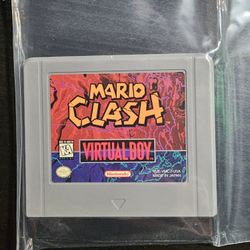 MARIO
CLASH
VIRTUAL BOY
Nintendo
MADE IN JAPAN